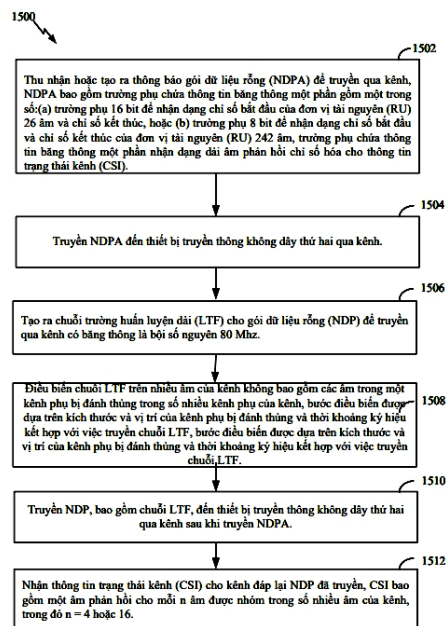 1500
1502
Thu nhận hoặc tạo ra thông báo gói dữ liệu rỗng (NDPA) để truyền qua kênh,
NDPA bao gồm trường phụ chứa thông tin băng thông một phần gồm một trong
số:(a) trường phụ 16 bit để nhận dạng chỉ số bắt đầu của đơn vị tài nguyên (RU)
26 âm và chỉ số kết thúc, hoặc (b) trường phụ 8 bit để nhận dạng chỉ số bắt đầu
và chỉ số kết thúc của đơn vị tài nguyên (RU) 242 âm, trường phụ chứa thông
tin băng thông một phần nhận dạng dải âm phản hồi chỉ số hóa cho thông tin
trạng thái kênh (CSI).
1504
Truyền NDPA đến thiết bị truyền thông không dây thứ hai qua kênh.
1506
Tạo ra chuỗi trường huấn luyện dài (LTF) cho gói dữ liệu rỗng (NDP) để truyền
qua kênh có băng thông là bội số nguyên 80 Mhz.
1508
Điều biến chuỗi LTF trên nhiều âm của kênh không bao gồm các âm trong một
kênh phụ bị đánh thủng trong số nhiều kênh phụ của kênh, bước điều biến được
dựa trên kích thước và vị trí của kênh phụ bị đánh thủng và thời khoảng ký hiệu
kết hợp với việc truyền chuỗi LTF, bước điều biến được dựa trên kích thước và
vị trí của kênh phụ bị đánh thủng và thời khoảng ký hiệu kết hợp với việc truyền
chuỗi LTF.
1510
Truyền NDP, bao gồm chuỗi LTF, đến thiết bị truyền thông không dây thứ hai
qua kênh sau khi truyền NDPA.
1512
Nhận thông tin trạng thái kênh (CSI) cho kênh đáp lại NDP đã truyền, CSI bao
gồm một âm phản hồi cho mỗi n âm được nhóm trong số nhiều âm của kênh,
trong đó n = 4 hoặc 16.